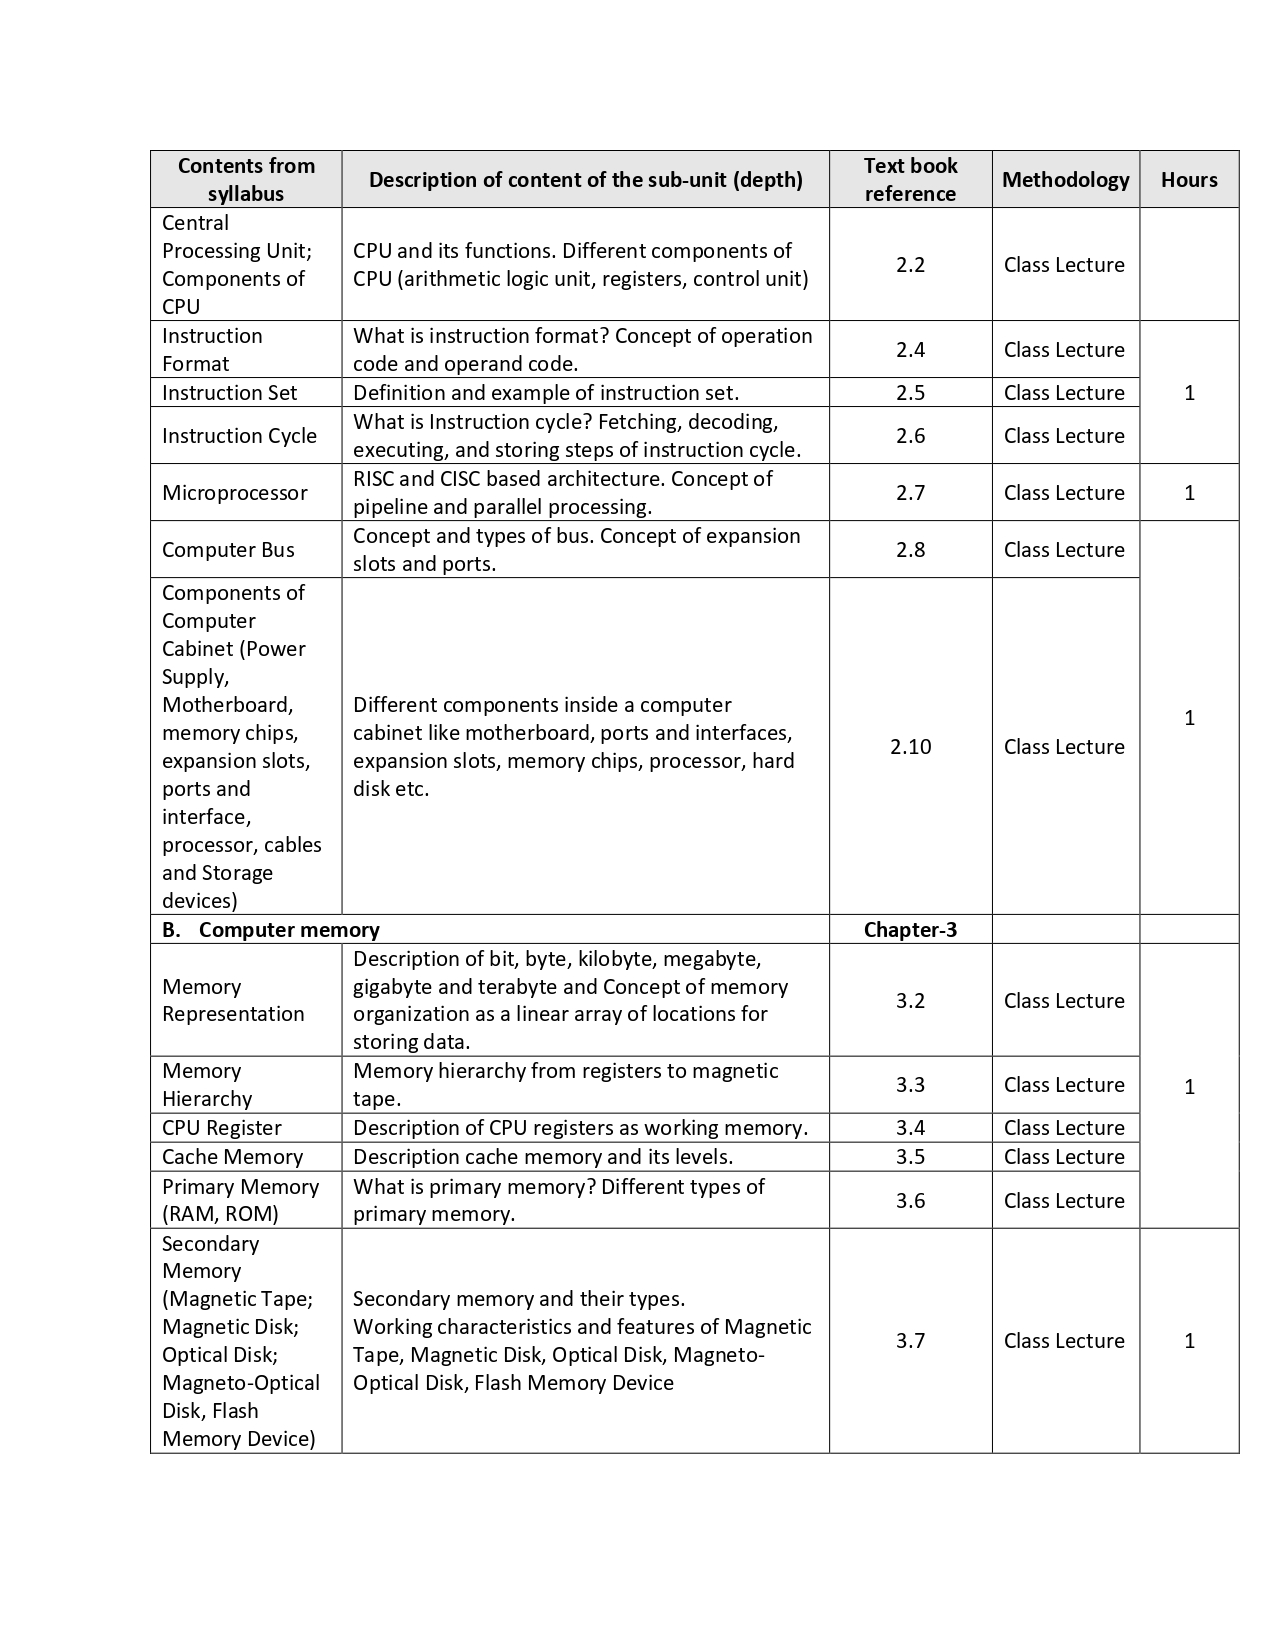 Contents from
syllabus
Description of content of the sub-unit (depth)
Text book
reference
Methodology
Hours
Central
Processing Unit;
Components of
CPU
CPU and its functions. Different components of
CPU (arithmetic logic unit, registers, control unit)
2.2
Class Lecture
Instruction
Format
What is instruction format? Concept of operation
code and operand code.
2.4
Class Lecture
1
Instruction Set
Definition and example of instruction set.
2.5
Class Lecture
Instruction Cycle
What is Instruction cycle? Fetching, decoding,
executing, and storing steps of instruction cycle.
2.6
Class Lecture
Microprocessor
RISC and CISC based architecture. Concept of
pipeline and parallel processing.
2.7
Class Lecture
1
Computer Bus
Concept and types of bus. Concept of expansion
slots and ports.
2.8
Class Lecture
1
Components of
Computer
Cabinet (Power
Supply,
Motherboard,
memory chips,
expansion slots,
ports and
interface,
processor, cables
and Storage
devices)
Different components inside a computer
cabinet like motherboard, ports and interfaces,
expansion slots, memory chips, processor, hard
disk etc.
2.10
Class Lecture
B. Computer memory
Chapter-3
Memory
Representation
Description of bit, byte, kilobyte, megabyte,
gigabyte and terabyte and Concept of memory
organization as a linear array of locations for
storing data.
3.2
Class Lecture
1
Memory
Hierarchy
Memory hierarchy from registers to magnetic
tape.
3.3
Class Lecture
CPU Register
Description of CPU registers as working memory.
3.4
Class Lecture
Cache Memory
Description cache memory and its levels.
3.5
Class Lecture
Primary Memory
(RAM, ROM)
What is primary memory? Different types of
primary memory.
3.6
Class Lecture
Secondary
Memory
(Magnetic Tape;
Magnetic Disk;
Optical Disk;
Magneto-Optical
Disk, Flash
Memory Device)
Secondary memory and their types.
Working characteristics and features of Magnetic
Tape, Magnetic Disk, Optical Disk, Magneto-
Optical Disk, Flash Memory Device
3.7
Class Lecture
1